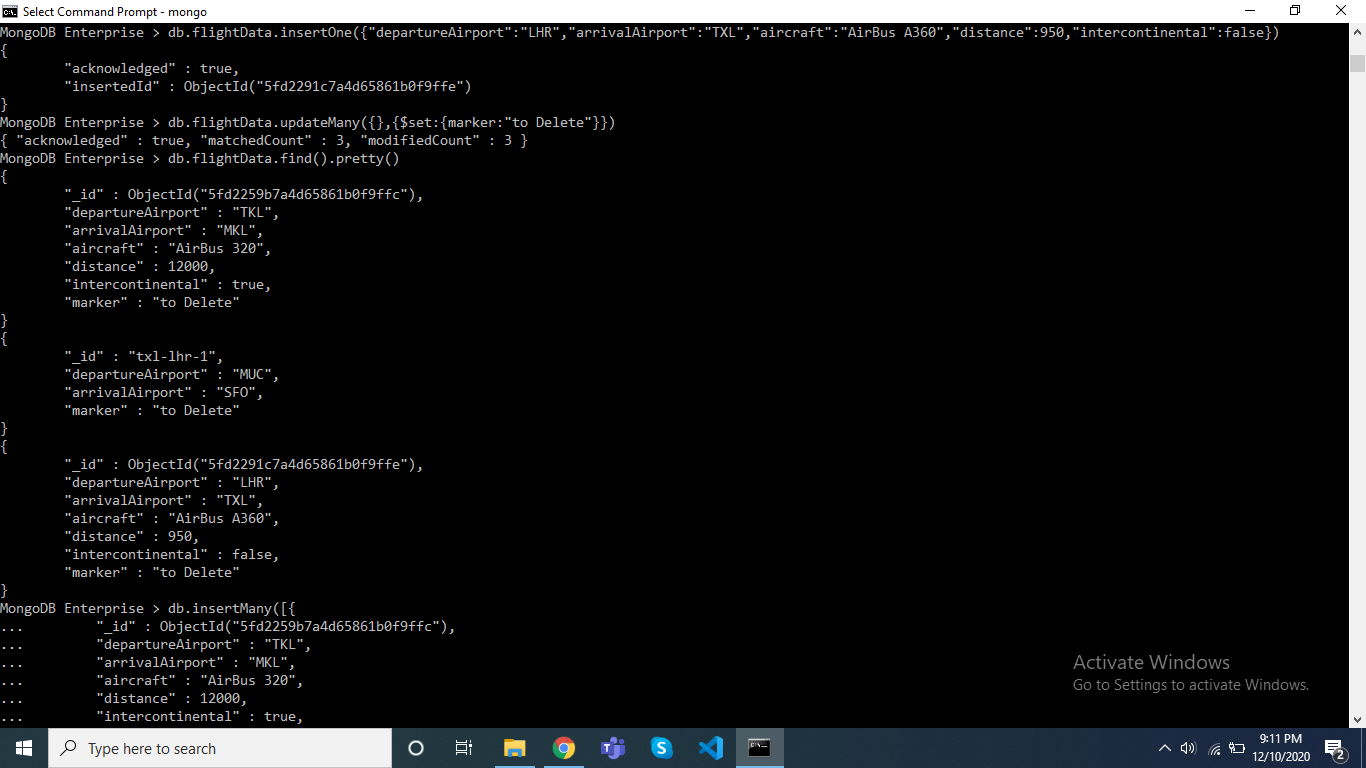 Select Command Prompt - mongo
MongoDB Enterprise > db.flightData.insertOne({"departureAirport":"LHR","arrivalAirport":"TXL","aircraft":"AirBus A360","distance":950,"intercontinental":false})
{
        "acknowledged" : true,
        "insertedId" : ObjectId("5fd2291c7a4d65861b0f9ffe")
}
MongoDB Enterprise > db.flightData.updateMany({},{$set:{marker:"to Delete"}})
{ "acknowledged" : true, "matchedCount" : 3, "modifiedCount" : 3 }
MongoDB Enterprise > db.flightData.find().pretty()
{
        "_id" : ObjectId("5fd2259b7a4d65861b0f9ffc"),
        "departureAirport" : "TKL",
        "arrivalAirport" : "MKL",
        "aircraft" : "AirBus 320",
        "distance" : 12000,
        "intercontinental" : true,
        "marker" : "to Delete"
}
{
        "_id" : "txl-lhr-1",
        "departureAirport" : "MUC",
        "arrivalAirport" : "SFO",
        "marker" : "to Delete"
}
{
        "_id" : ObjectId("5fd2291c7a4d65861b0f9ffe"),
        "departureAirport" : "LHR",
        "arrivalAirport" : "TXL",
        "aircraft" : "AirBus A360",
        "distance" : 950,
        "intercontinental" : false,
        "marker" : "to Delete"
}
MongoDB Enterprise > db.insertMany([{
...         "_id" : ObjectId("5fd2259b7a4d65861b0f9ffc"),
...         "departureAirport" : "TKL",
...         "arrivalAirport" : "MKL",
...         "aircraft" : "AirBus 320",
...         "distance" : 12000,
...         "intercontinental" : true,
Activate Windows
Go to Settings to activate Windows.
Type here to search
9:11 PM
12/10/2020
2